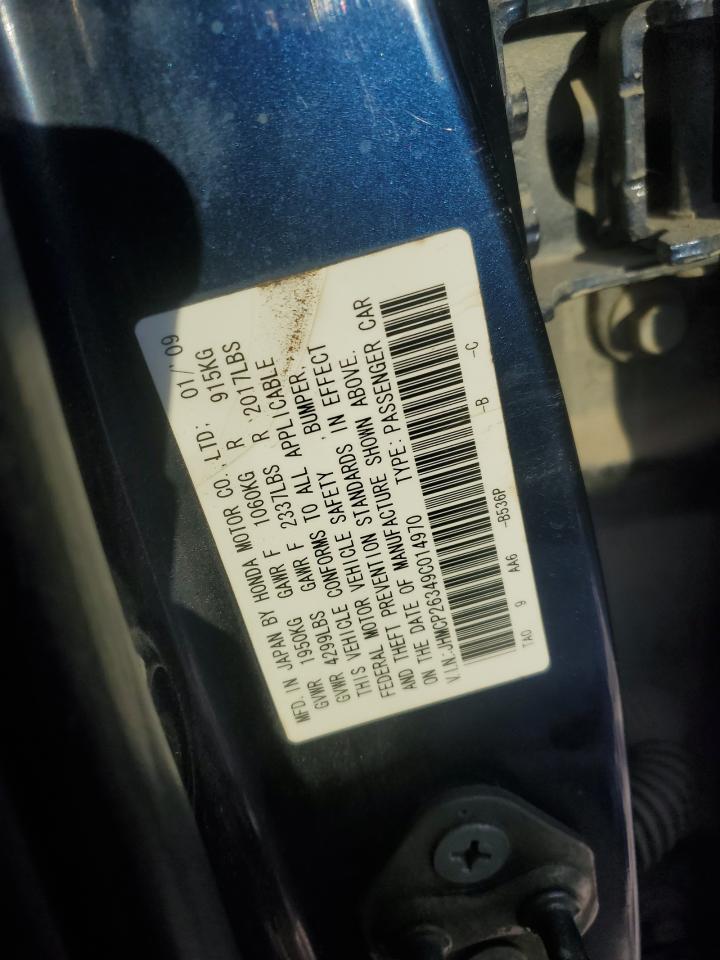 MFD. IN JAPAN BY HONDA MOTOR CO.,LTD: 01/'09
GVWR 1950KG GAWR F 1060KG R 915KG
GVWR 4299LBS GAWR F 2337LBS R 2017LBS
THIS VEHICLE CONFORMS TO ALL APPLICABLE
FEDERAL MOTOR VEHICLE SAFETY , BUMPER,
AND THEFT PREVENTION STANDARDS IN EFFECT
ON THE DATE OF MANUFACTURE SHOWN ABOVE.
V.I.N.:JHMCP26349C014970 TYPE: PASSENGER CAR
TA0 9 AA6 -B536P -B -C